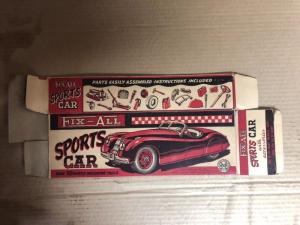 FIX-ALL
SPORTS
CAR
PARTS EASILY ASSEMBLED INSTRUCTIONS INCLUDED
FIX-ALL
SPORTS
CAR
FIX-ALL
SPORTS
CAR